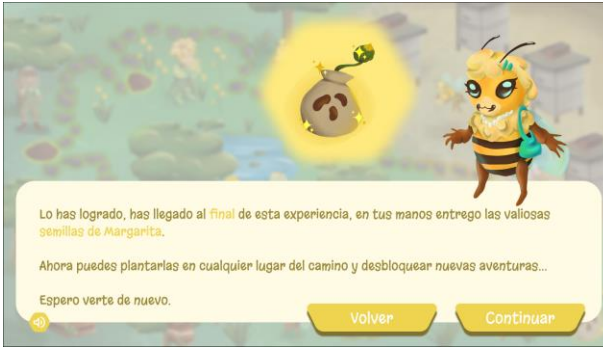 Lo has logrado, has llegado al final de esta experiencia, en tus manos entrego las valiosas
semillas de Margarita.
Ahora puedes plantarlas en cualquier lugar del camino y desbloquear nuevas aventuras...
Espero verte de nuevo.
Volver
Continuar